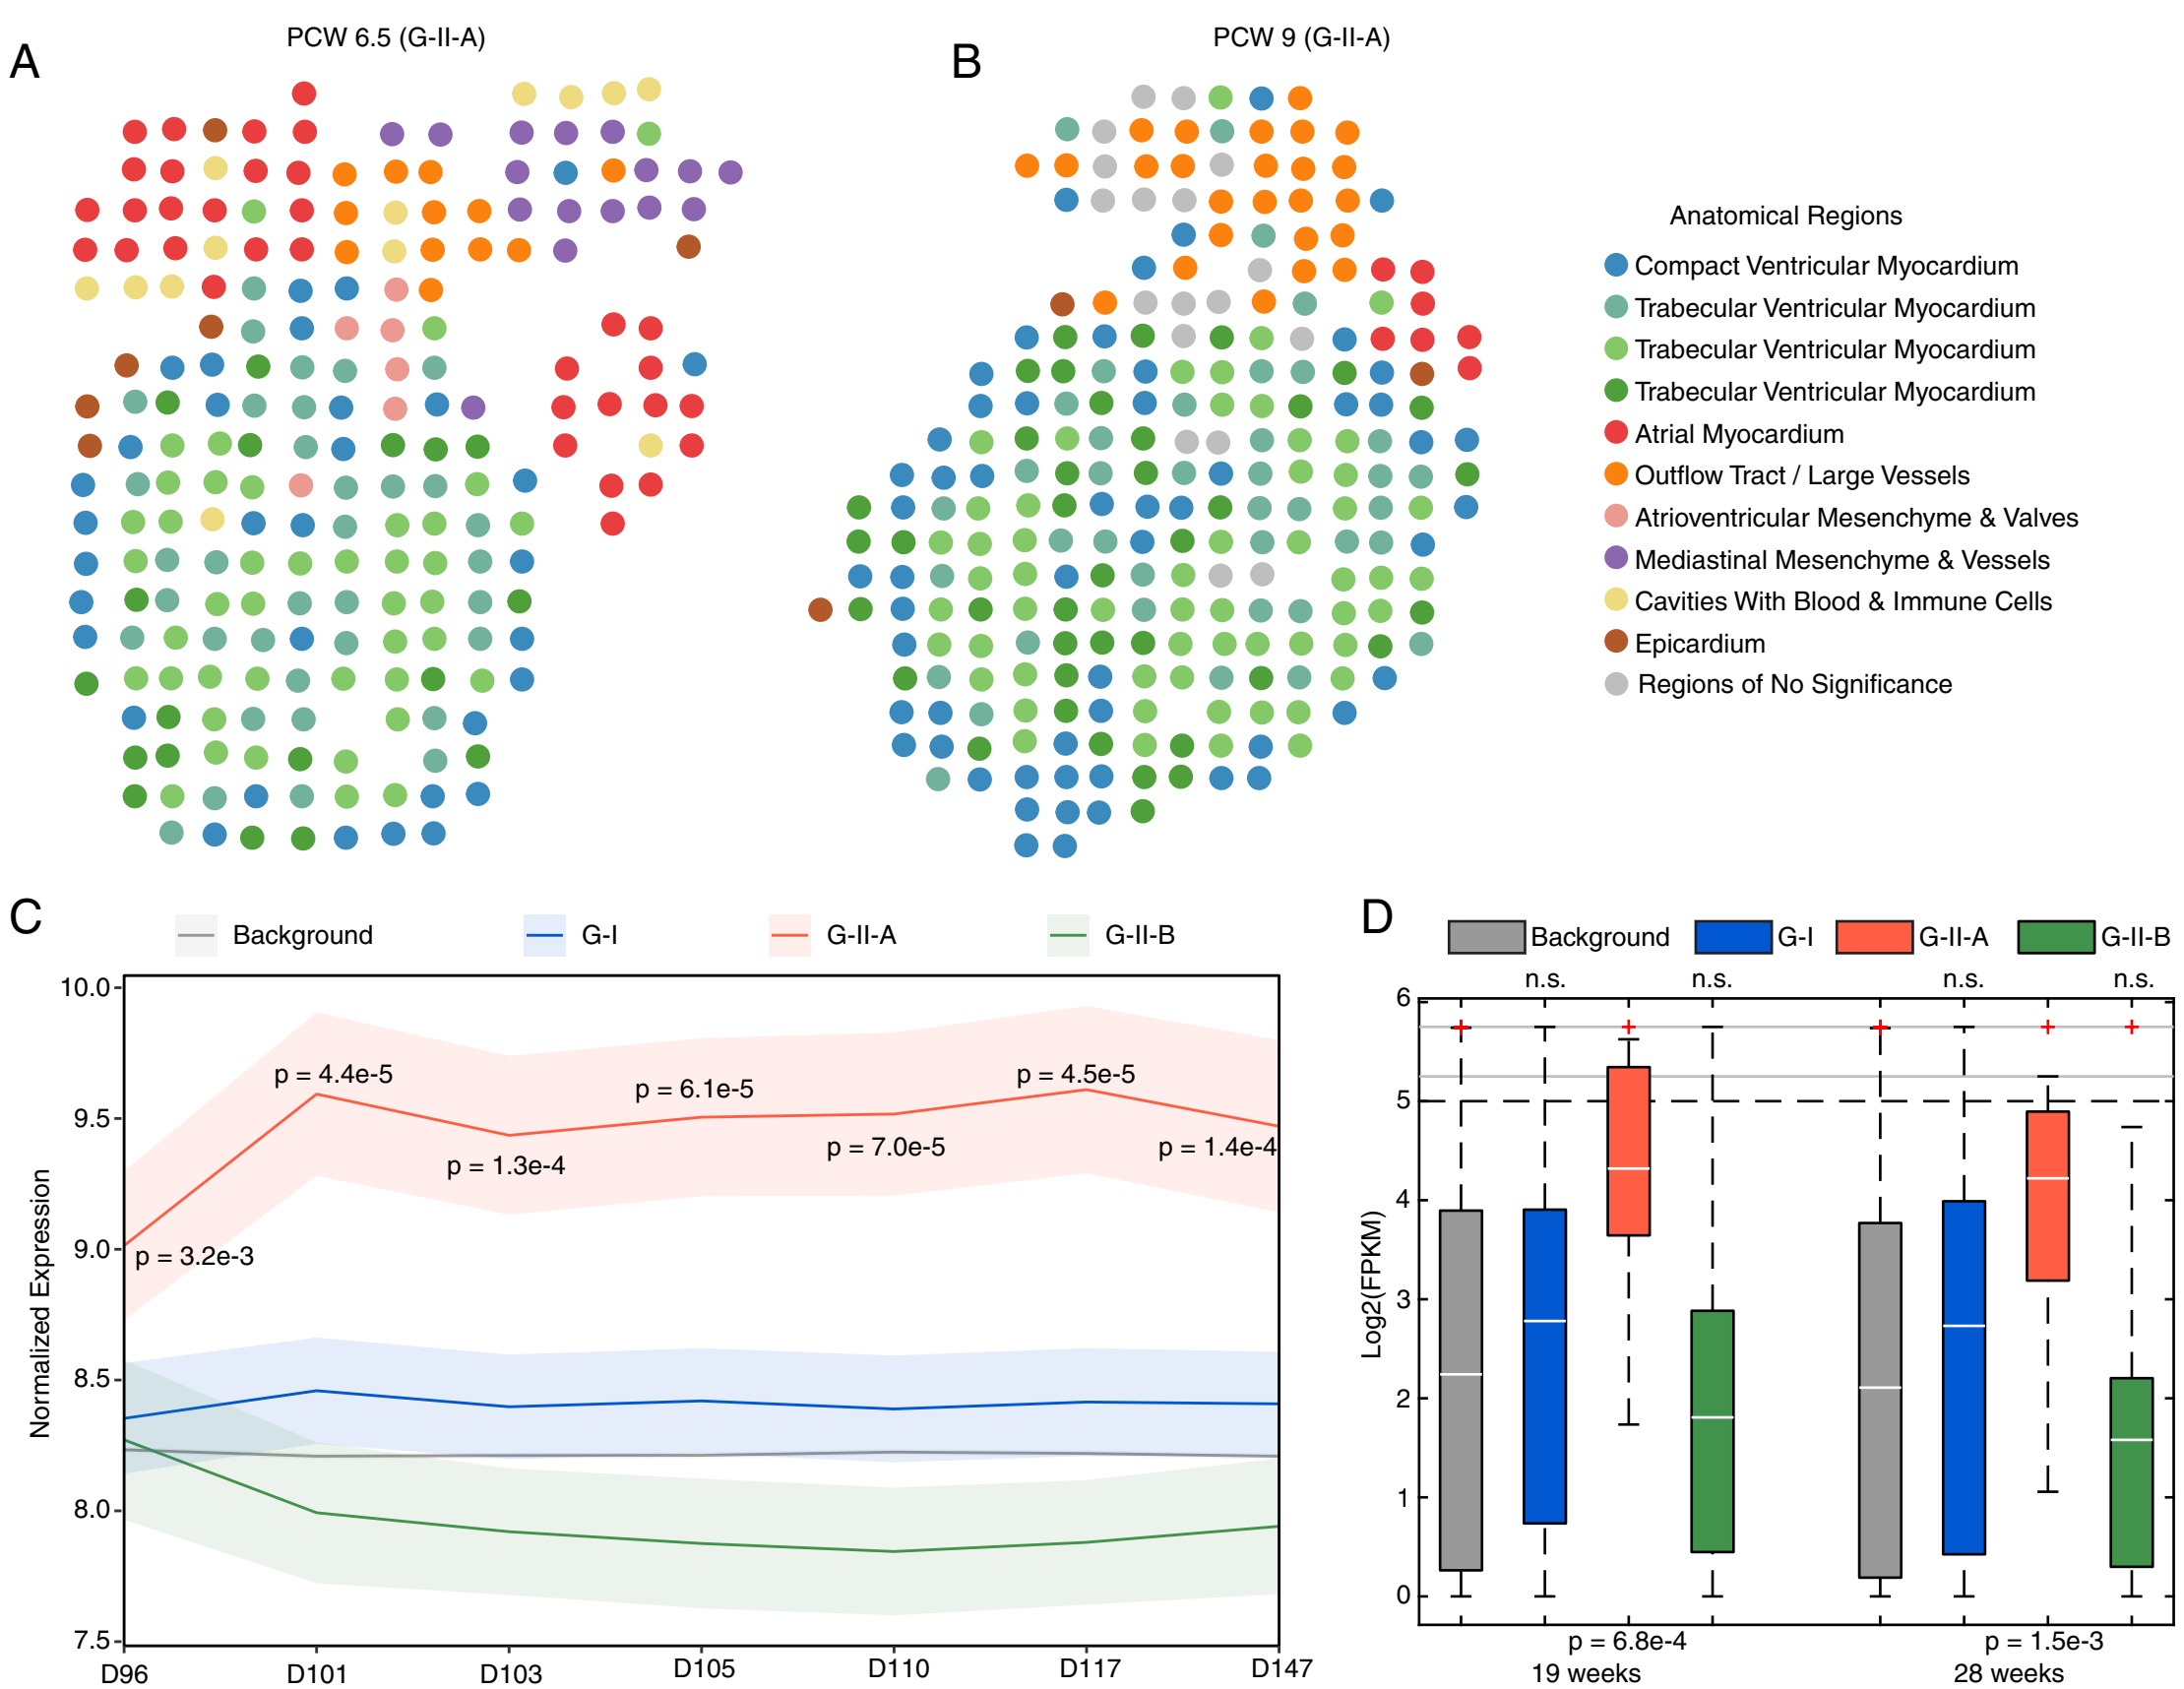 A
PCW 6.5 (G-II-A)
B
PCW 9 (G-II-A)
Anatomical Regions
Compact Ventricular Myocardium
Trabecular Ventricular Myocardium
Trabecular Ventricular Myocardium
Trabecular Ventricular Myocardium
Atrial Myocardium
Outflow Tract / Large Vessels
Atrioventricular Mesenchyme & Valves
Mediastinal Mesenchyme & Vessels
Cavities With Blood & Immune Cells
Epicardium
Regions of No Significance
C
Background
G-I
G-II-A
G-II-B
Normalized Expression
10.0
9.5
9.0
8.5
8.0
7.5
p = 3.2e-3
p = 4.4e-5
p = 1.3e-4
p = 6.1e-5
p = 7.0e-5
p = 4.5e-5
p = 1.4e-4
D96
D101
D103
D105
D110
D117
D147
D
Background
G-I
G-II-A
G-II-B
n.s.
n.s.
n.s.
n.s.
Log2(FPKM)
6
5
4
3
2
1
0
p = 6.8e-4
p = 1.5e-3
19 weeks
28 weeks